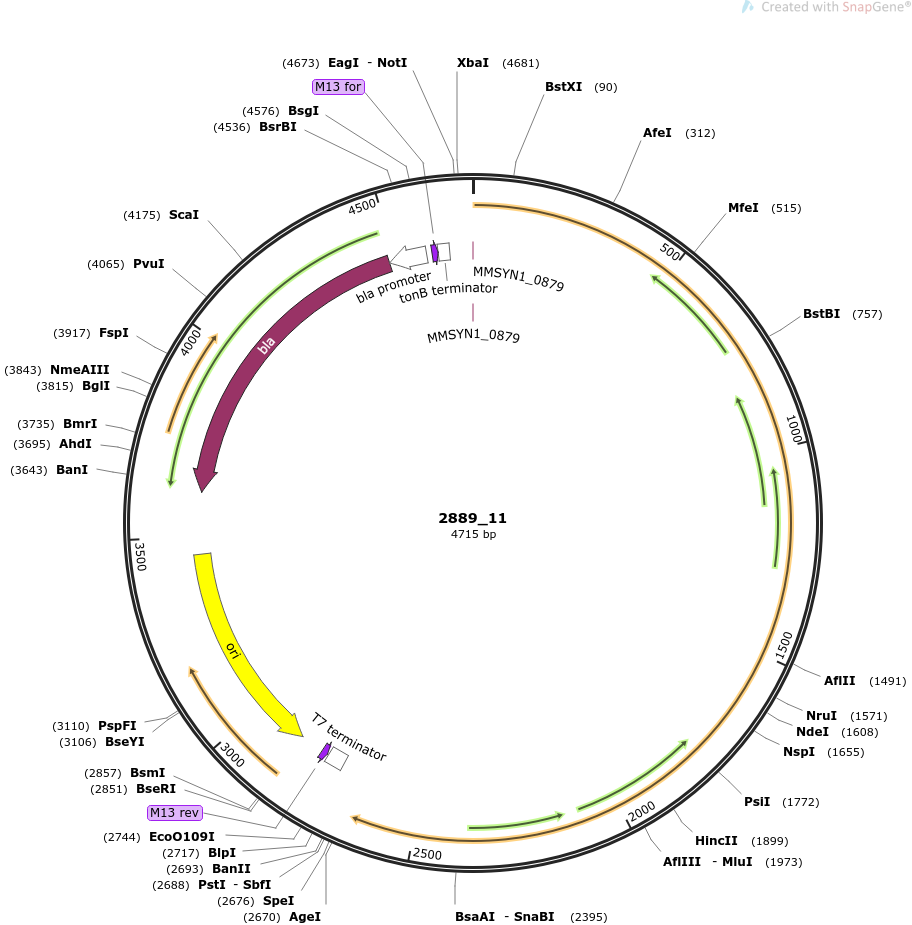 Created with SnapGene®
(4673) EagI - NotI
XbaI (4681)
M13 for
BstXI (90)
(4576) BsgI
(4536) BsrBI
AfeI (312)
4500
(4175) ScaI
MfeI (515)
500
(4065) PvuI
bla promoter
tonB terminator
MMSYN1_0879
MMSYN1_0879
BstBI (757)
(3917) FspI
4000
bla
(3843) NmeAIII
(3815) BglI
(3735) BmrI
(3695) AhdI
(3643) BanI
1000
2889_11
4715 bp
3500
ori
1500
AflII (1491)
NruI (1571)
NdeI (1608)
NspI (1655)
(3110) PspFI
(3106) BseYI
T7 terminator
3000
(2857) BsmI
(2851) BseRI
M13 rev
PsiI (1772)
2000
(2744) EcoO109I
HincII (1899)
(2717) BlpI
2500
AflIII - MluI (1973)
(2693) BanII
(2688) PstI - SbfI
(2676) SpeI
(2670) AgeI
BsaAI - SnaBI (2395)